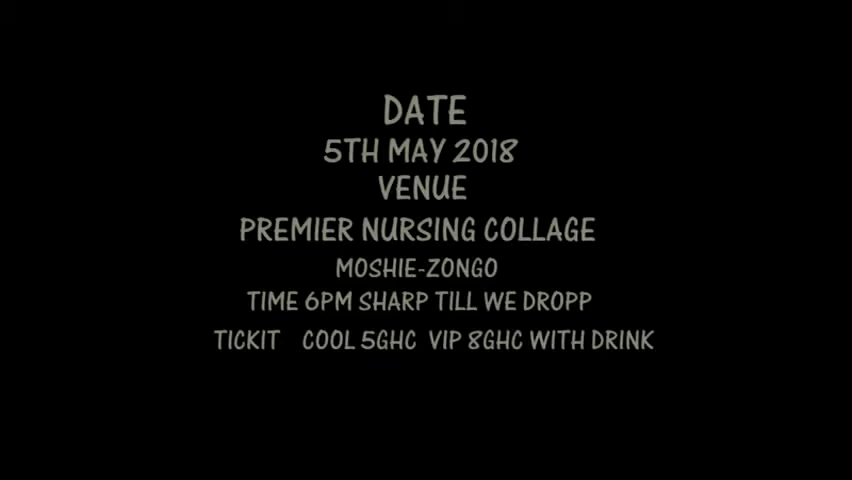 DATE
5TH MAY 2018
VENUE
PREMIER NURSING COLLAGE
MOSHIE-ZONGO
TIME 6PM SHARP TILL WE DROPP
TICKIT COOL 5GHC VIP 8GHC WITH DRINK